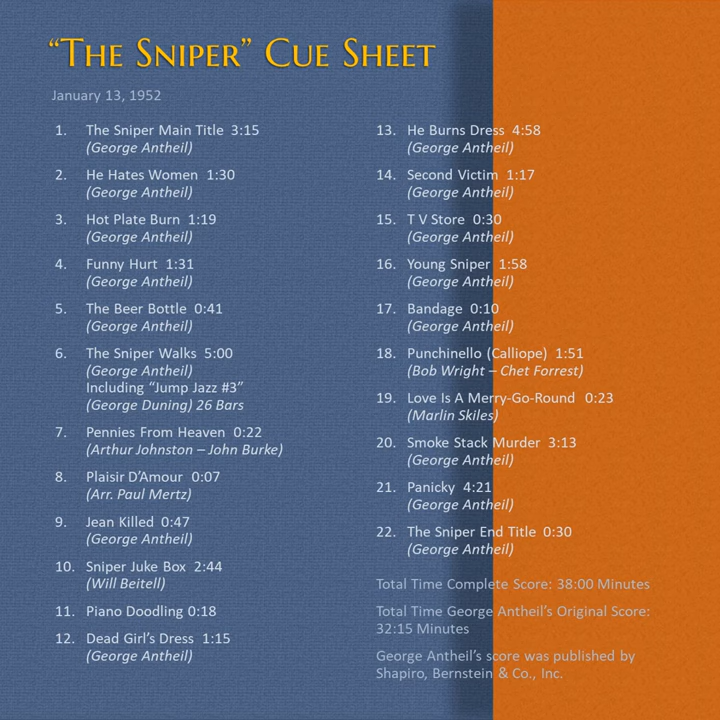 “The Sniper” Cue Sheet
January 13, 1952
1. The Sniper Main Title 3:15
(George Antheil)
2. He Hates Women 1:30
(George Antheil)
3. Hot Plate Burn 1:19
(George Antheil)
4. Funny Hurt 1:31
(George Antheil)
5. The Beer Bottle 0:41
(George Antheil)
6. The Sniper Walks 5:00
(George Antheil)
Including “Jump Jazz #3”
(George Duning) 26 Bars
7. Pennies From Heaven 0:22
(Arthur Johnston – John Burke)
8. Plaisir D’Amour 0:07
(Arr. Paul Mertz)
9. Jean Killed 0:47
(George Antheil)
10. Sniper Juke Box 2:44
(Will Beitell)
11. Piano Doodling 0:18
12. Dead Girl’s Dress 1:15
(George Antheil)
13. He Burns Dress 4:58
(George Antheil)
14. Second Victim 1:17
(George Antheil)
15. T V Store 0:30
(George Antheil)
16. Young Sniper 1:58
(George Antheil)
17. Bandage 0:10
(George Antheil)
18. Punchinello (Calliope) 1:51
(Bob Wright – Chet Forrest)
19. Love Is A Merry-Go-Round 0:23
(Marlin Skiles)
20. Smoke Stack Murder 3:13
(George Antheil)
21. Panicky 4:21
(George Antheil)
22. The Sniper End Title 0:30
(George Antheil)
Total Time Complete Score: 38:00 Minutes
Total Time George Antheil’s Original Score:
32:15 Minutes
George Antheil’s score was published by
Shapiro, Bernstein & Co., Inc.